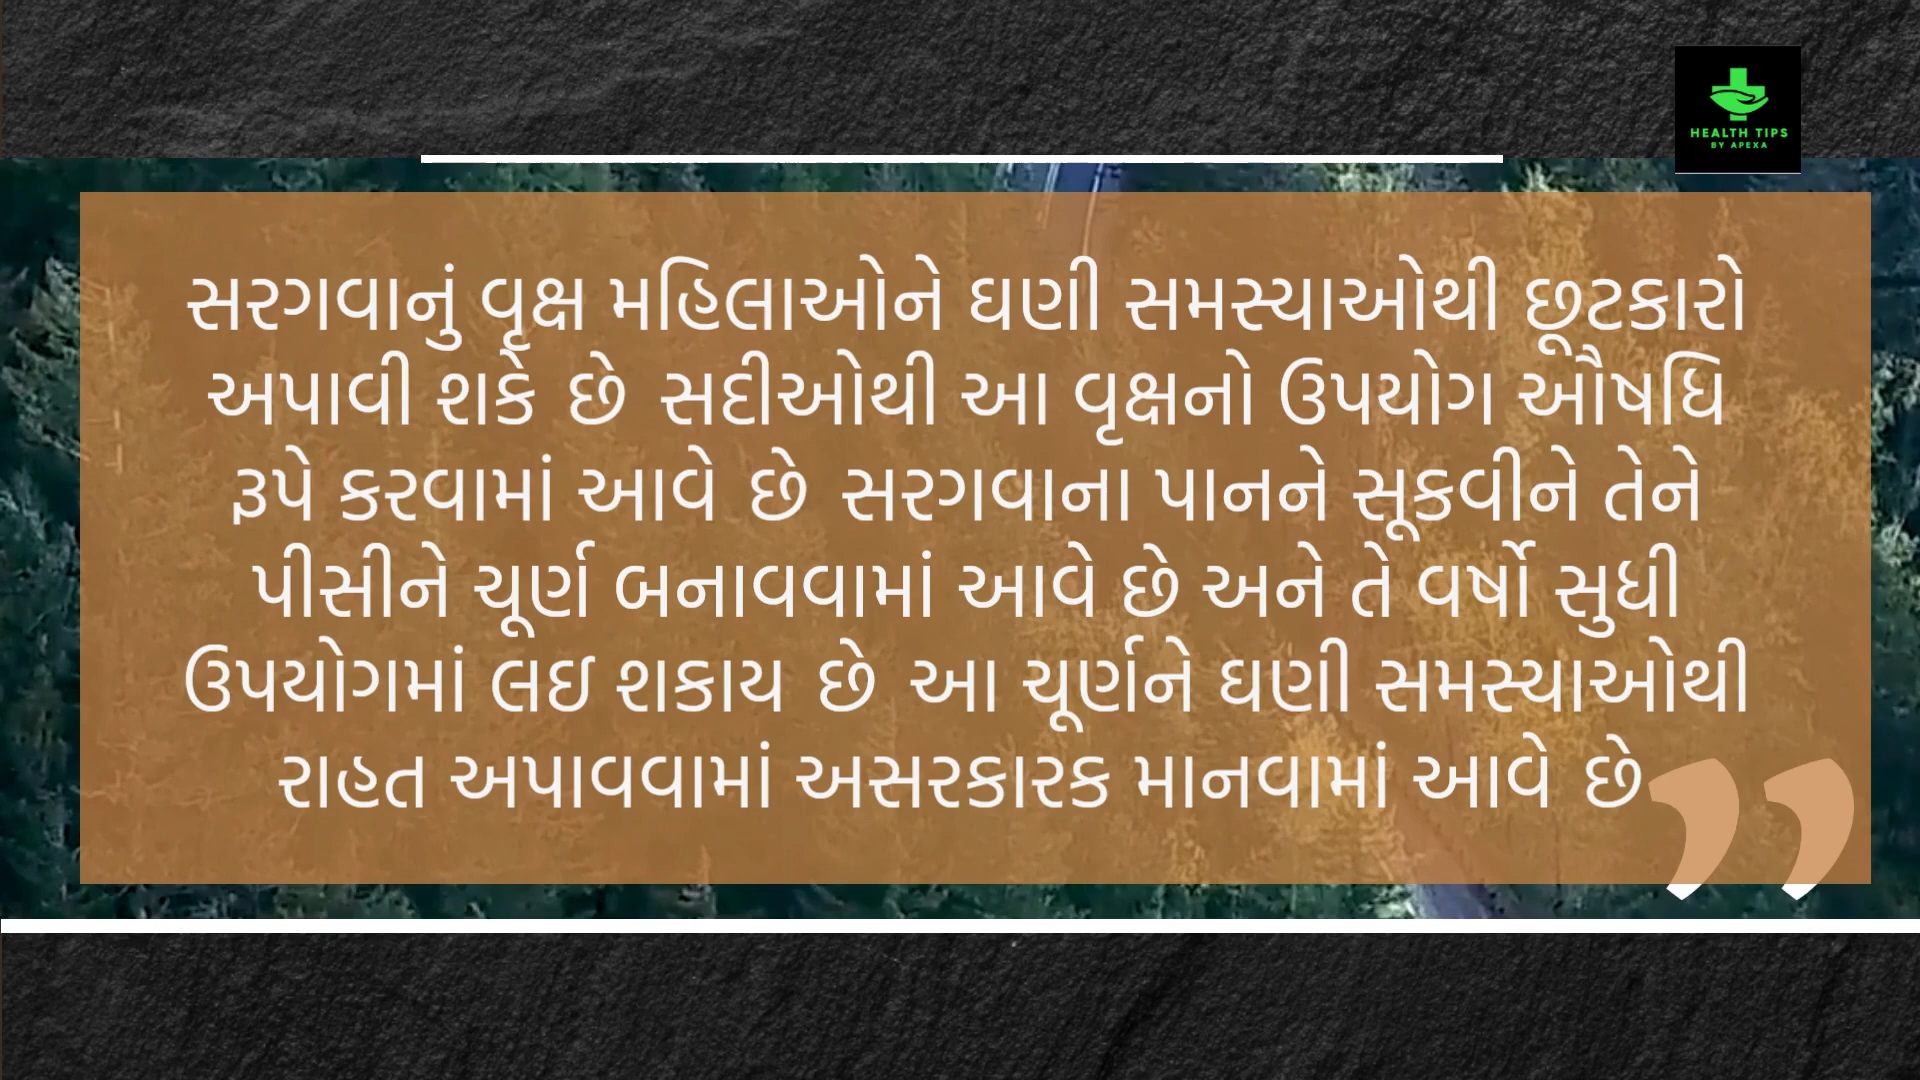 HEALTH TIPS
BY APEXA
સરગવાનું વૃક્ષ મહિલાઓને ઘણી સમસ્યાઓથી છૂટકારો
અપાવી શકે છે સદીઓથી આ વૃક્ષનો ઉપયોગ ઔષધિ
રૂપે કરવામાં આવે છે સરગવાના પાનને સૂકવીને તેને
પીસીને ચૂર્ણ બનાવવામાં આવે છે અને તે વર્ષો સુધી
ઉપયોગમાં લઇ શકાય છે આ ચૂર્ણને ઘણી સમસ્યાઓથી
રાહત અપાવવામાં અસરકારક માનવામાં આવે છે
”